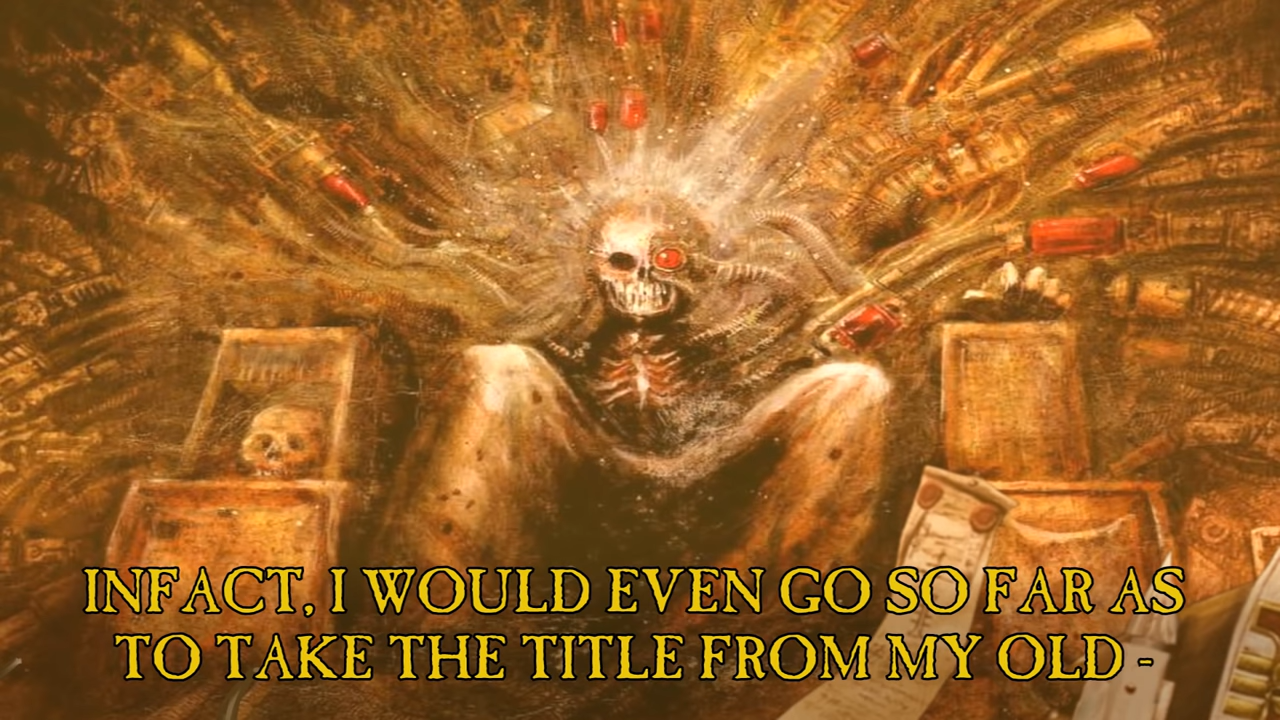 INFACT, I WOULD EVEN GO SO FAR AS
TO TAKE THE TITLE FROM MY OLD -